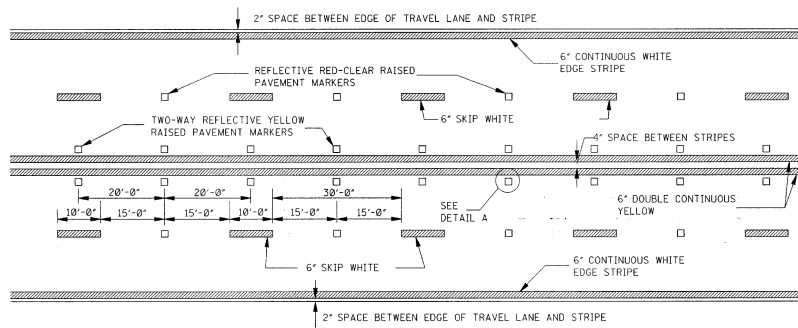 2" SPACE BETWEEN EDGE OF TRAVEL LANE AND STRIPE
6" CONTINUOUS WHITE
EDGE STRIPE
REFLECTIVE RED-CLEAR RAISED
PAVEMENT MARKERS
6" SKIP WHITE
TWO-WAY REFLECTIVE YELLOW
RAISED PAVEMENT MARKERS
4" SPACE BETWEEN STRIPES
20'-0" 20'-0" 30'-0"
10'-0" 15'-0" 15'-0" 10'-0" 15'-0" 15'-0"
SEE
DETAIL A
6" DOUBLE CONTINUOUS
YELLOW
6" SKIP WHITE
6" CONTINUOUS WHITE
EDGE STRIPE
2" SPACE BETWEEN EDGE OF TRAVEL LANE AND STRIPE